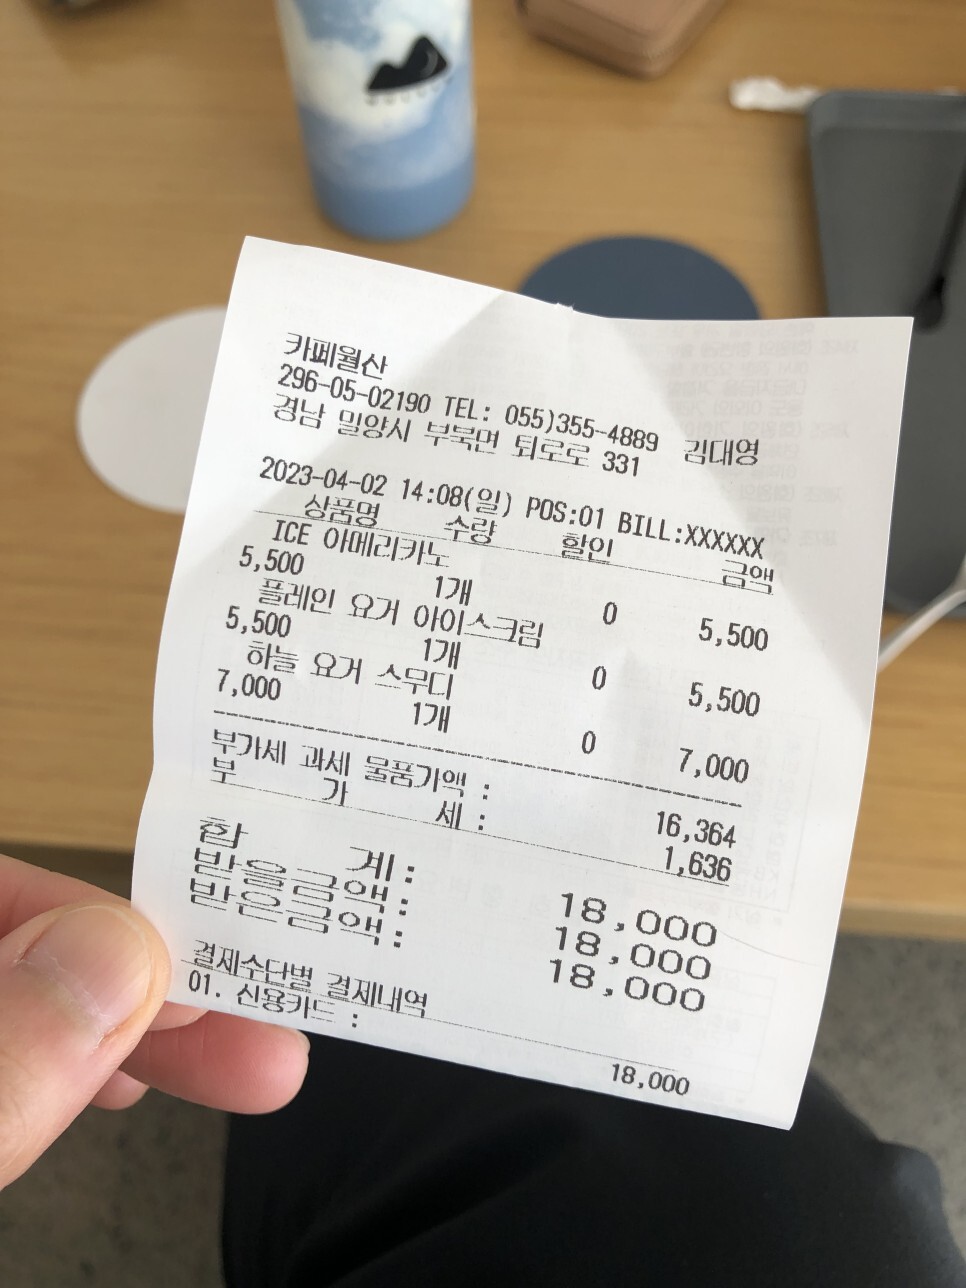 카페월산
296-05-02190 TEL: 055)355-4889 김대영
경남 밀양시 부북면 퇴로로 331
2023-04-02 14:08(일) POS:01 BILL:XXXXXX
상품명 수량 할인 금액
ICE 아메리카노
5,500 1개 0 5,500
플레인 요거 아이스크림
5,500 1개 0 5,500
하늘 요거 스무디
7,000 1개 0 7,000
부가세 과세 물품가액 : 16,364
부 가 세 : 1,636
합 계: 18,000
받을금액: 18,000
받은금액: 18,000
결제수단별 결제내역
01. 신용카드 : 18,000